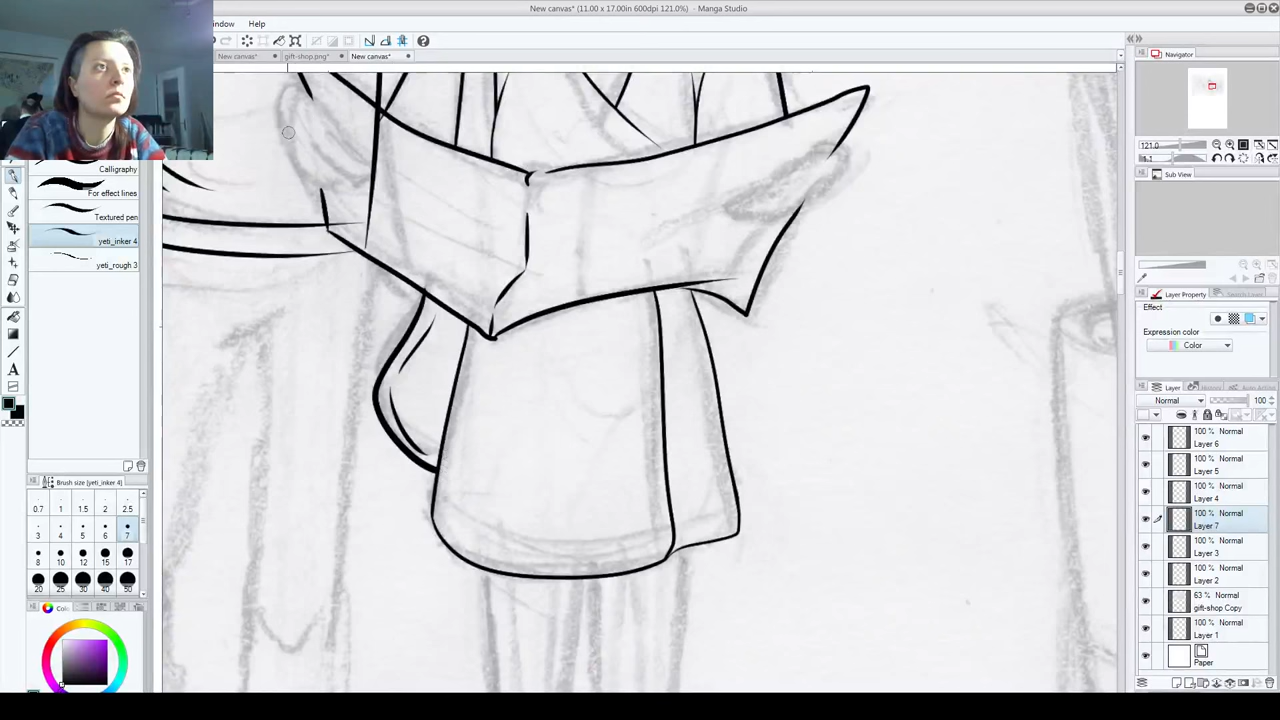 New canvas* (11.00 x 17.00in 600dpi 121.0%) - Manga Studio
Help
New canvas*
gift-shop.png*
New canvas*
Navigator
121.0
Sub View
Layer Property
Effect
Expression color
Color
Layer
Normal
100
100 % Normal
Layer 6
100 % Normal
Layer 5
100 % Normal
Layer 4
100 % Normal
Layer 7
100 % Normal
Layer 3
100 % Normal
Layer 2
63 % Normal
gift-shop Copy
100 % Normal
Layer 1
Paper
Calligraphy
For effect lines
Textured pen
yeti_inker 4
yeti_rough 3
Brush size [yeti_inker 4]
0.7 1 1.5 2 2.5
3 4 5 6 7
8 10 12 15 17
20 25 30 40 50